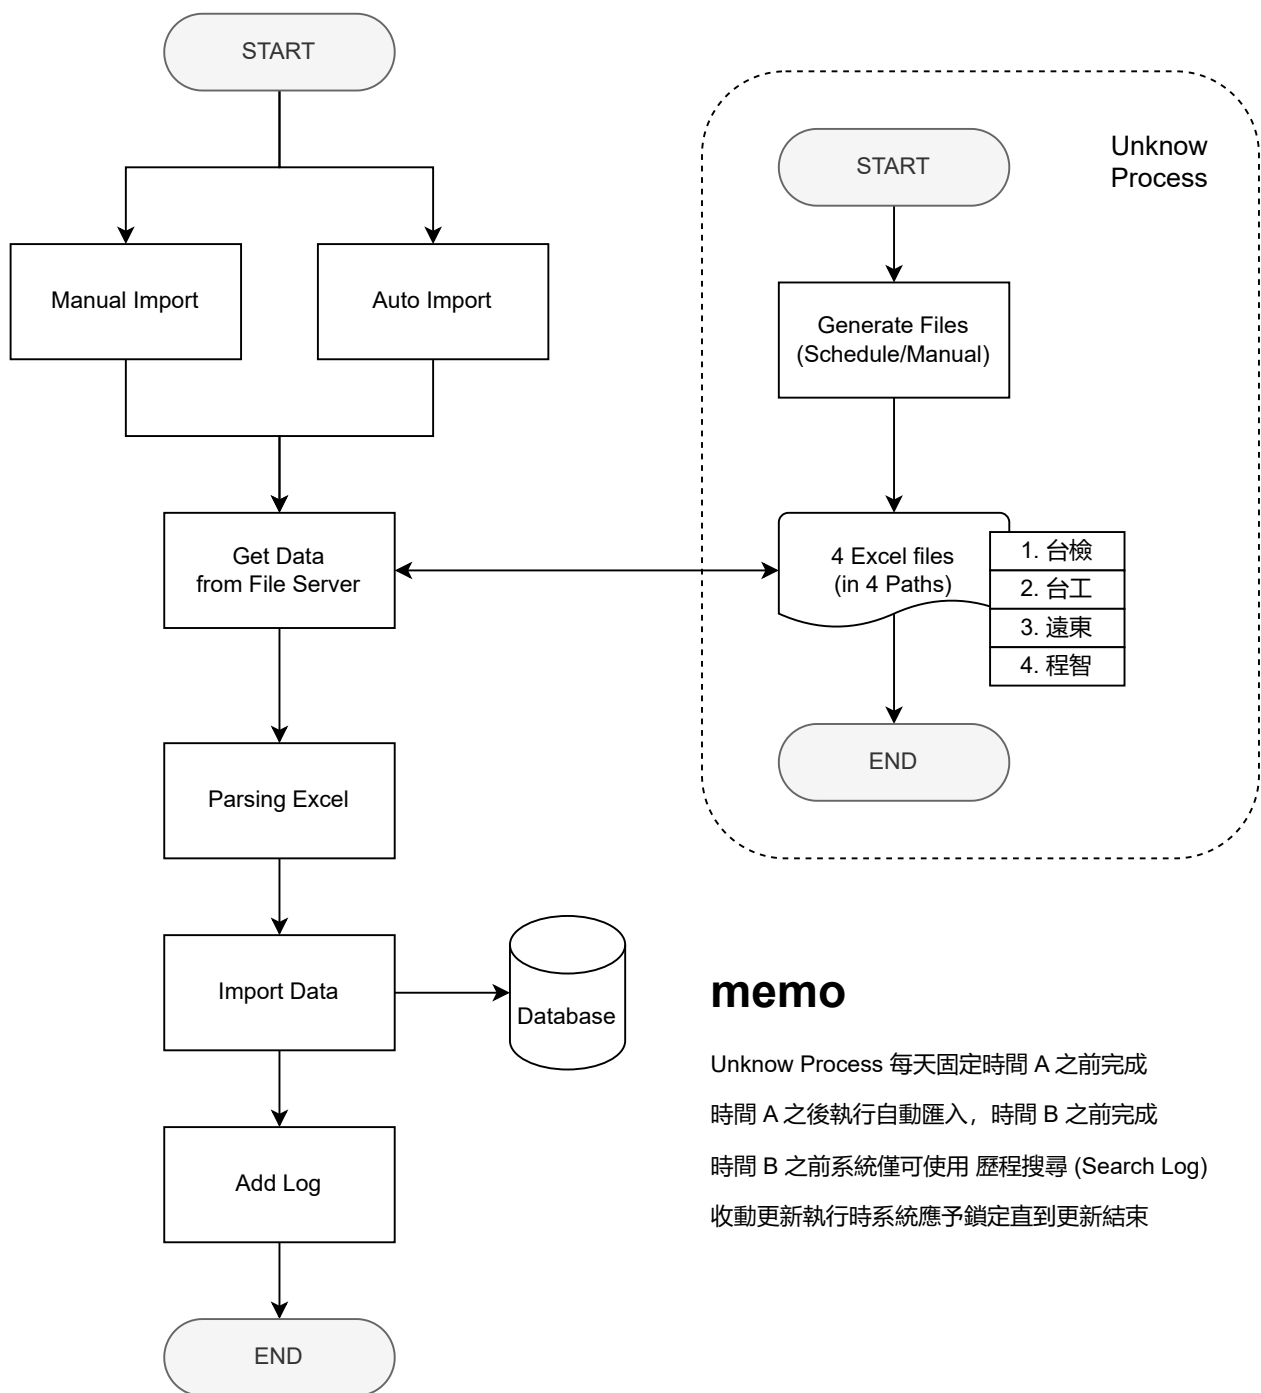 START
Manual Import
Auto Import
Get Data
from File Server
Parsing Excel
Import Data
Database
Add Log
END
Unknow
Process
START
Generate Files
(Schedule/Manual)
4 Excel files
(in 4 Paths)
1. 台檢
2. 台工
3. 遠東
4. 程智
END
memo
Unknow Process 每天固定時間 A 之前完成
時間 A 之後執行自動匯入，時間 B 之前完成
時間 B 之前系統僅可使用 歷程搜尋 (Search Log)
收動更新執行時系統應予鎖定直到更新結束